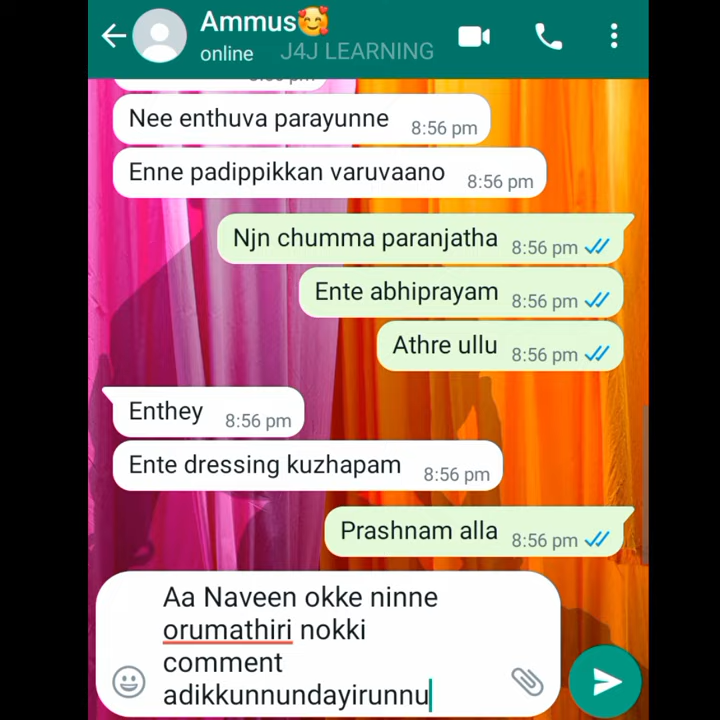 Ammus🥰
online
J4J LEARNING
Nee enthuva parayunne 8:56 pm
Enne padippikkan varuvaano 8:56 pm
Njn chumma paranjatha 8:56 pm
Ente abhiprayam 8:56 pm
Athre ullu 8:56 pm
Enthey 8:56 pm
Ente dressing kuzhapam 8:56 pm
Prashnam alla 8:56 pm
Aa Naveen okke ninne
orumathiri nokki
comment
adikkunnundayirunnu